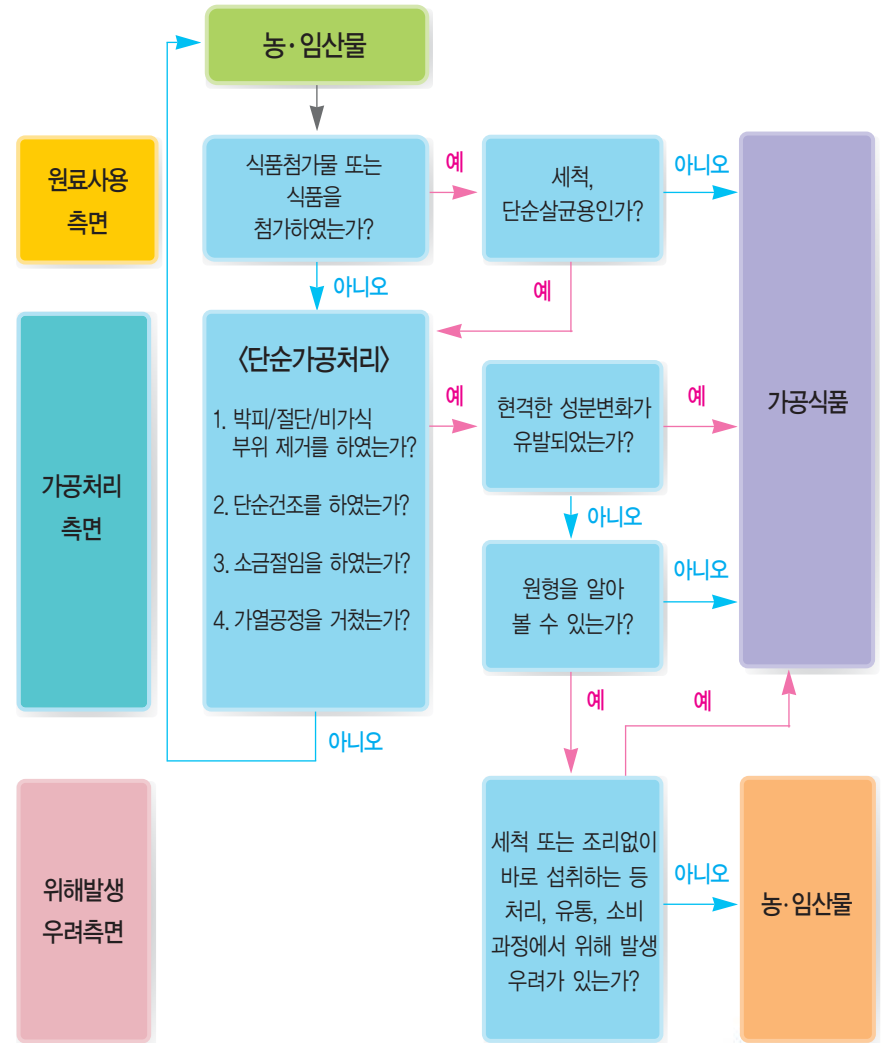 농·임산물
원료사용
측면
식품첨가물 또는
식품을
첨가하였는가?
예
세척,
단순살균용인가?
아니오
아니오
예
가공처리
측면
〈단순가공처리〉
1. 박피/절단/비가식
부위 제거를 하였는가?
2. 단순건조를 하였는가?
3. 소금절임을 하였는가?
4. 가열공정을 거쳤는가?
예
현격한 성분변화가
유발되었는가?
예
가공식품
아니오
원형을 알아
볼 수 있는가?
아니오
예
예
아니오
위해발생
우려측면
세척 또는 조리없이
바로 섭취하는 등
처리, 유통, 소비
과정에서 위해 발생
우려가 있는가?
아니오
농·임산물